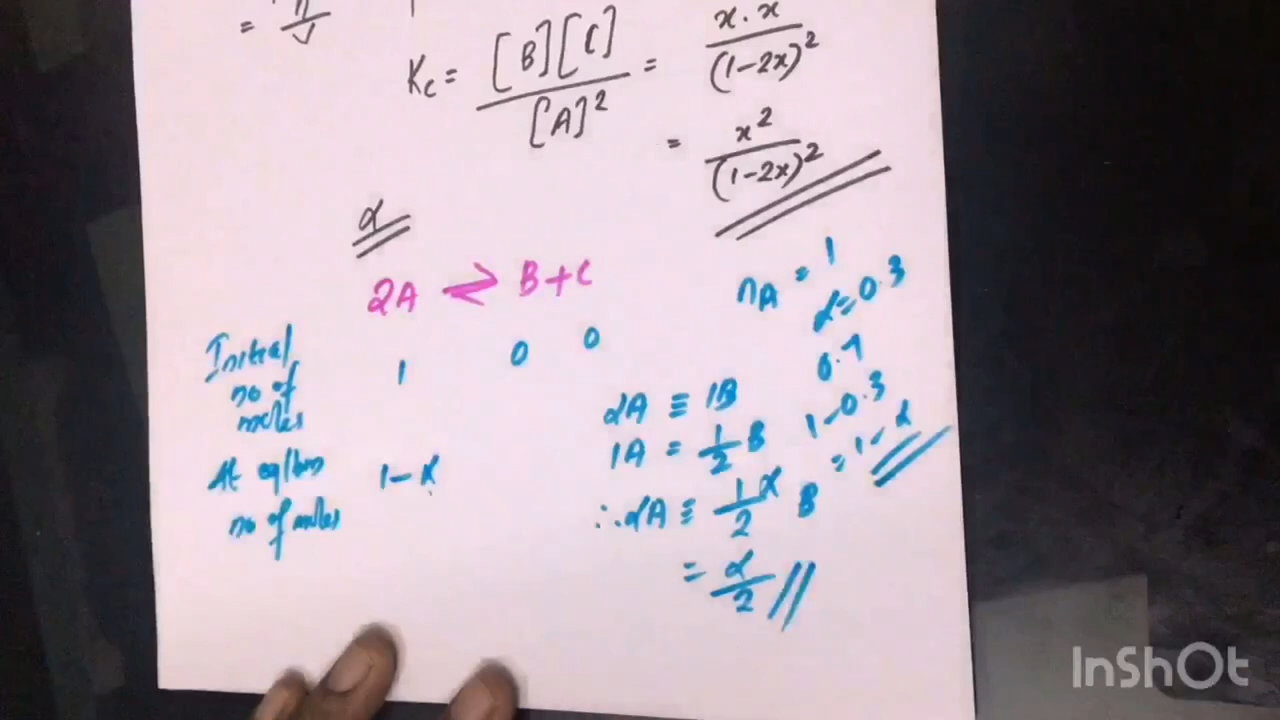 = n/V
Kc = [B][C] / [A]² = x . x / (1-2x)²
= x² / (1-2x)²
α
2A ⇌ B+C
Initial no of moles 1 0 0
At eqlbm no of moles 1-α
nA = 1
α = 0.3
0.7
1-0.3
= 1-α
2A ≡ 1B
1A = 1/2 B
∴ αA ≡ 1/2 α B
= α/2 //
InShOt